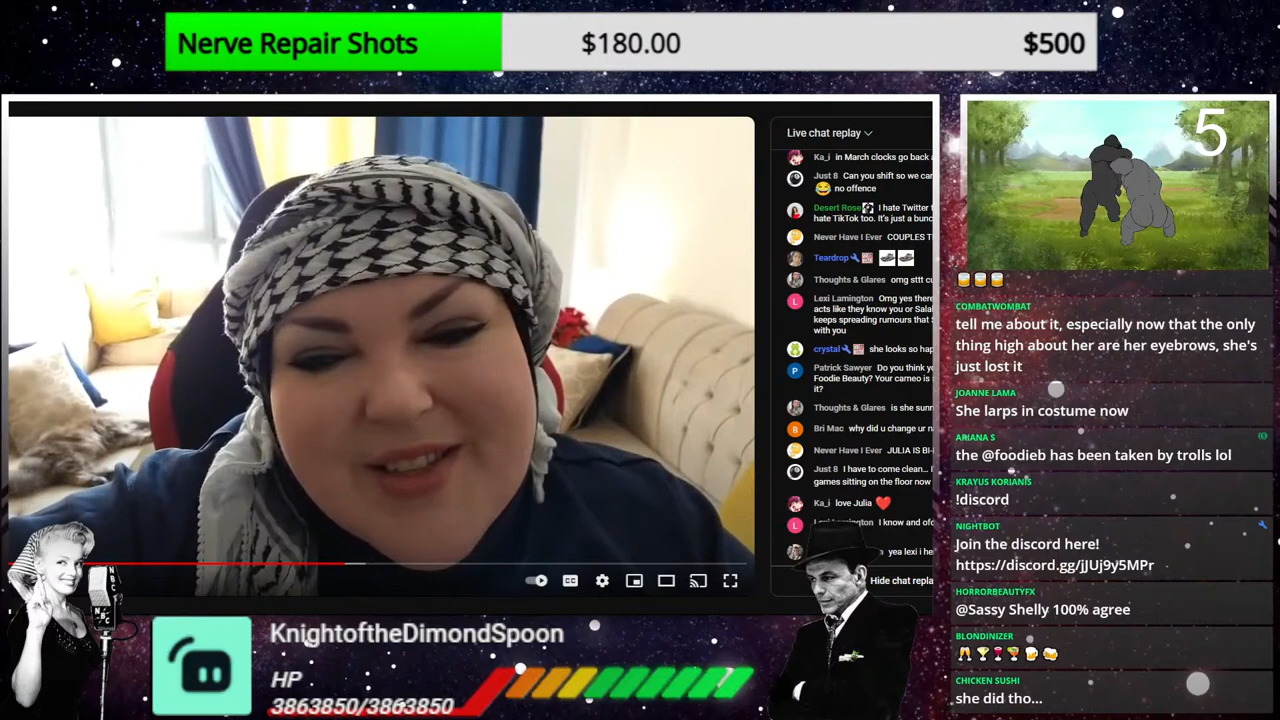 Nerve Repair Shots
$180.00
$500
Live chat replay
Ka_i in March clocks go back
Just 8 Can you shift so we
no offence
Desert Rose I hate Twitter
hate TikTok too. It's just a
Never Have I Ever COUPLES
Teardrop
Thoughts & Glares omg sttt
Lexi Lamington Omg yes there
acts like they know you or
keeps spreading rumours that
with you
crystal she looks so
Patrick Sawyer Do you think
Foodie Beauty? Your cameo is
it?
Thoughts & Glares is she
Bri Mac why did u change ur
Never Have I Ever JULIA IS
Just 8 I have to come clean...
games sitting on the floor now
Ka_i love Julia
I know and
yea lexi i
Hide chat
5
COMBATWOMBAT
tell me about it, especially now that the only
thing high about her are her eyebrows, she's
just lost it
JOANNE LAMA
She larps in costume now
ARIANA S
the @foodieb has been taken by trolls lol
KRAYUS KORIANIS
!discord
NIGHTBOT
Join the discord here!
https://discord.gg/jJUj9y5MPr
HORRORBEAUTYFX
@Sassy Shelly 100% agree
BLONDINIZER
CHICKEN SUSHI
she did tho...
NBC
KnightoftheDimondSpoon
HP
3863850/3863850